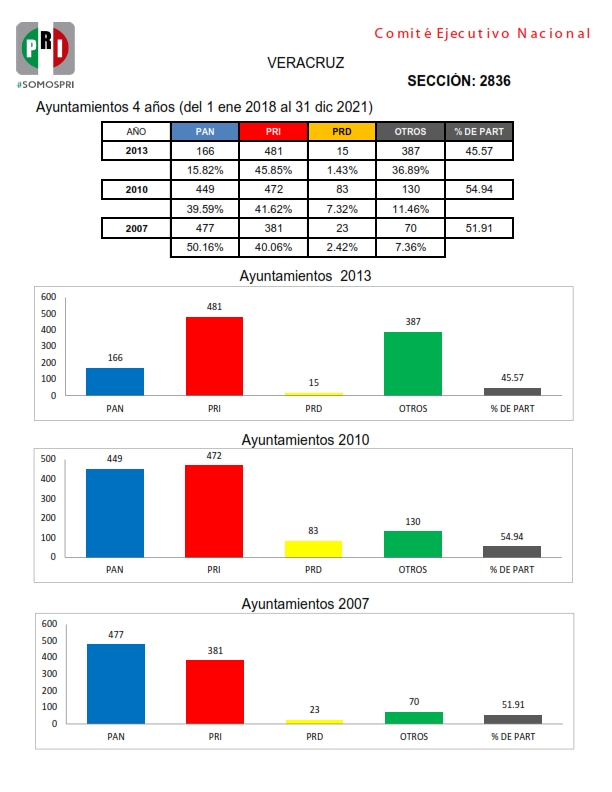 Comité Ejecutivo Nacional
PRI
#SOMOSPRI
VERACRUZ
SECCIÓN: 2836
Ayuntamientos 4 años (del 1 ene 2018 al 31 dic 2021)
AÑO PAN PRI PRD OTROS % DE PART
2013 166 481 15 387 45.57
15.82% 45.85% 1.43% 36.89%
2010 449 472 83 130 54.94
39.59% 41.62% 7.32% 11.46%
2007 477 381 23 70 51.91
50.16% 40.06% 2.42% 7.36%
Ayuntamientos 2013
600
500
400
300
200
100
0
166 481 15 387 45.57
PAN PRI PRD OTROS % DE PART
Ayuntamientos 2010
500
400
300
200
100
0
449 472 83 130 54.94
PAN PRI PRD OTROS % DE PART
Ayuntamientos 2007
600
500
400
300
200
100
0
477 381 23 70 51.91
PAN PRI PRD OTROS % DE PART